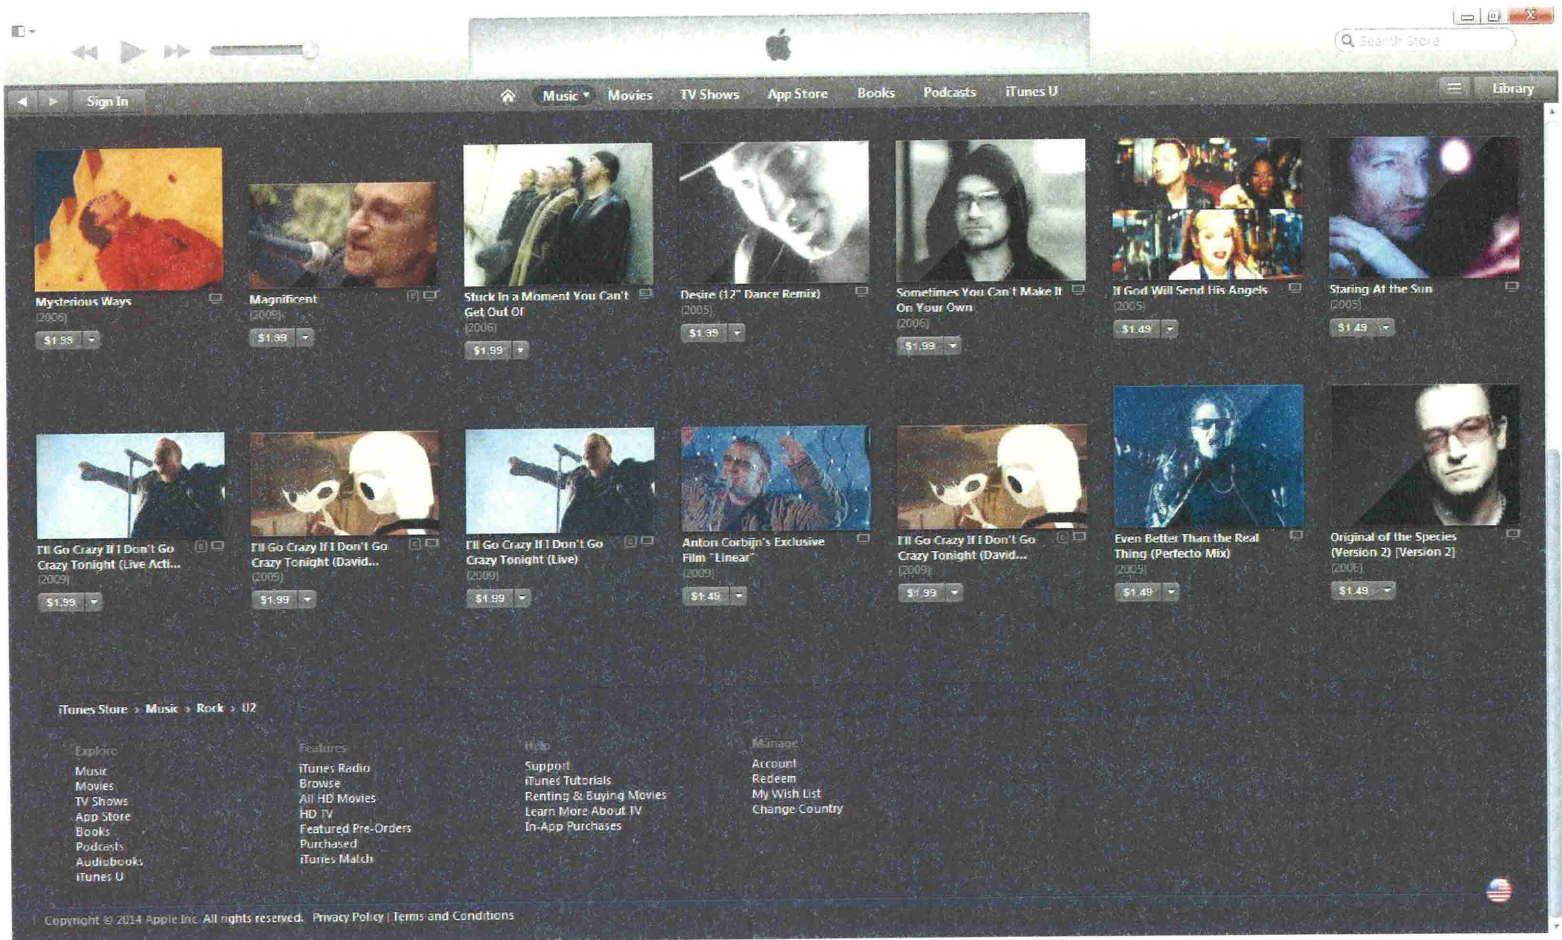 Search Store
Sign In
Music
Movies
TV Shows
App Store
Books
Podcasts
iTunes U
Library
Mysterious Ways
(2006)
$1.99
Magnificent
(2009)
$1.99
Stuck In a Moment You Can't
Get Out Of
(2006)
$1.99
Desire (12" Dance Remix)
(2005)
$1.99
Sometimes You Can't Make It
On Your Own
(2006)
$1.99
If God Will Send His Angels
(2005)
$1.49
Staring At the Sun
(2005)
$1.49
I'll Go Crazy If I Don't Go
Crazy Tonight (Live Acti...
(2009)
$1.99
I'll Go Crazy If I Don't Go
Crazy Tonight (David...
(2009)
$1.99
I'll Go Crazy If I Don't Go
Crazy Tonight (Live)
(2009)
$1.99
Anton Corbijn's Exclusive
Film "Linear"
(2009)
$1.49
I'll Go Crazy If I Don't Go
Crazy Tonight (David...
(2009)
$1.99
Even Better Than the Real
Thing (Perfecto Mix)
(2005)
$1.49
Original of the Species
(Version 2) [Version 2]
(2006)
$1.49
iTunes Store › Music › Rock › U2
Explore
Music
Movies
TV Shows
App Store
Books
Podcasts
Audiobooks
iTunes U
Features
iTunes Radio
Browse
All HD Movies
HD TV
Featured Pre-Orders
Purchased
iTunes Match
Help
Support
iTunes Tutorials
Renting & Buying Movies
Learn More About TV
In-App Purchases
Manage
Account
Redeem
My Wish List
Change Country
Copyright © 2014 Apple Inc. All rights reserved. Privacy Policy | Terms and Conditions